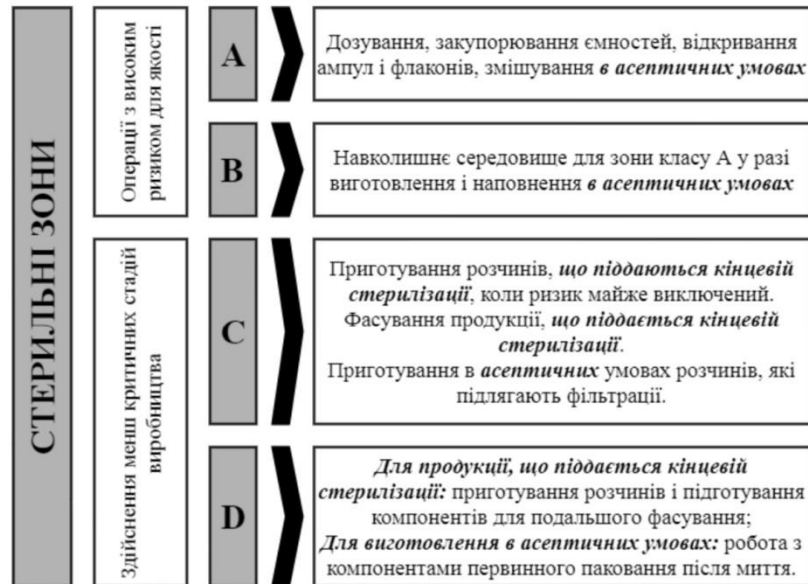 СТЕРИЛЬНІ ЗОНИ
Операції з високим
ризиком для якості
A
Дозування, закупорювання ємностей, відкривання
ампул і флаконів, змішування в асептичних умовах
B
Навколишнє середовище для зони класу А у разі
виготовлення і наповнення в асептичних умовах
Здійснення менш критичних стадій
виробництва
C
Приготування розчинів, що піддаються кінцевій
стерилізації, коли ризик майже виключений.
Фасування продукції, що піддається кінцевій
стерилізації.
Приготування в асептичних умовах розчинів, які
підлягають фільтрації.
D
Для продукції, що піддається кінцевій
стерилізації: приготування розчинів і підготування
компонентів для подальшого фасування;
Для виготовлення в асептичних умовах: робота з
компонентами первинного паковання після миття.